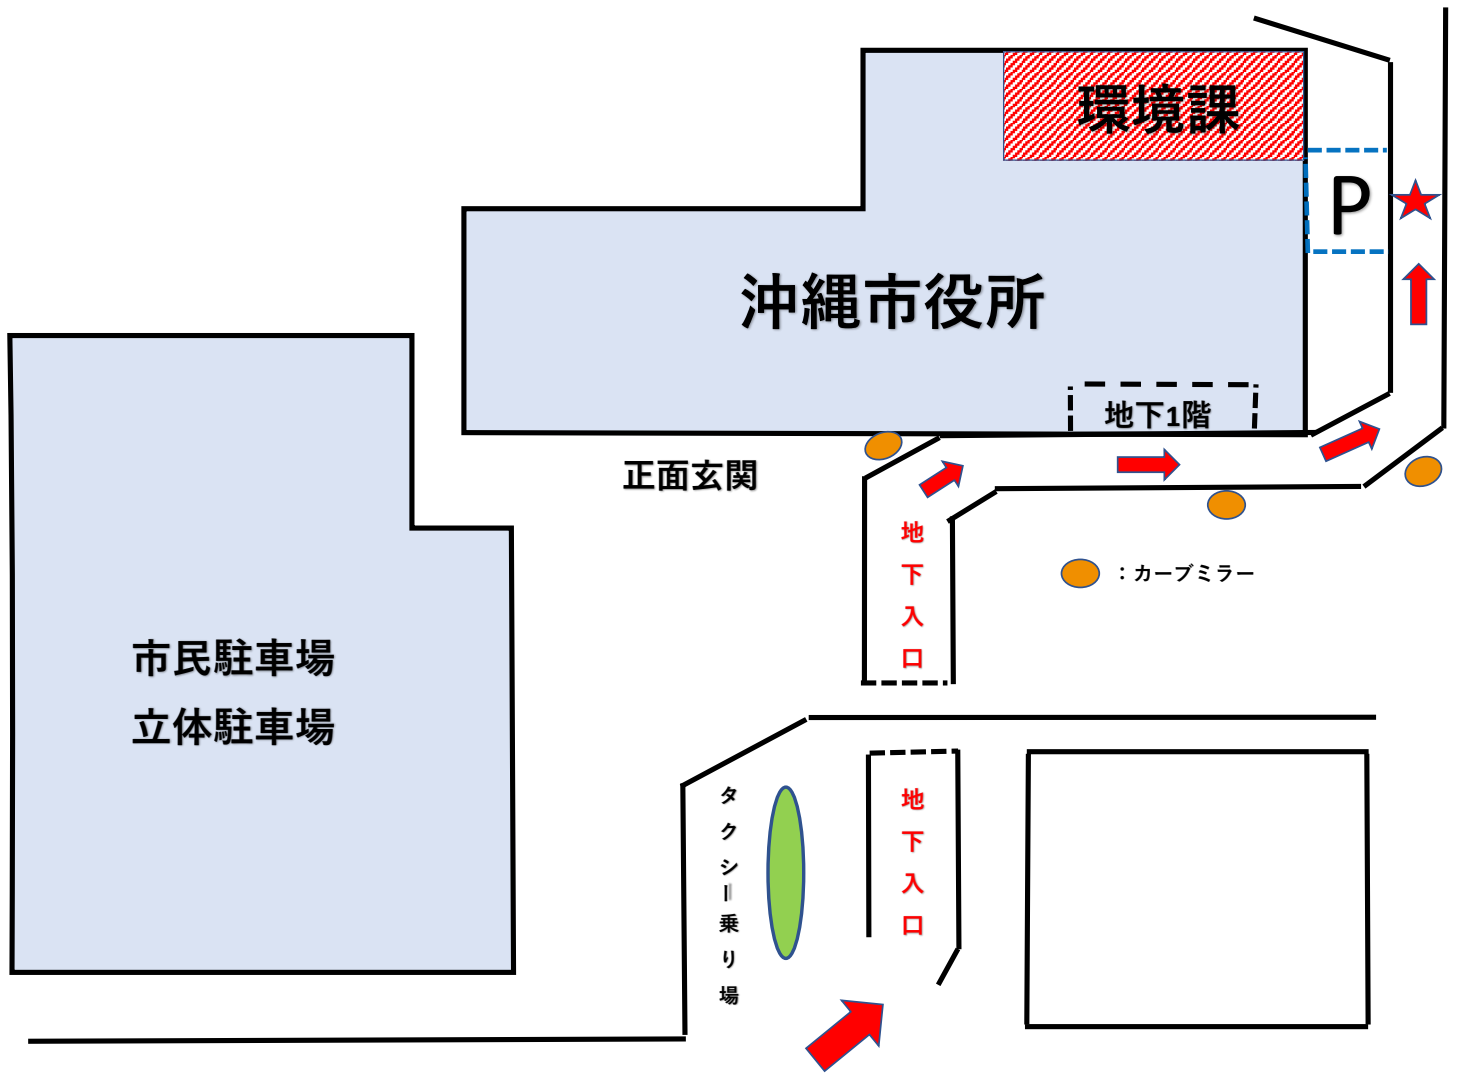 環境課
P
沖縄市役所
地下1階
正面玄関
地下入口
：カーブミラー
市民駐車場
立体駐車場
タクシー乗り場
地下入口